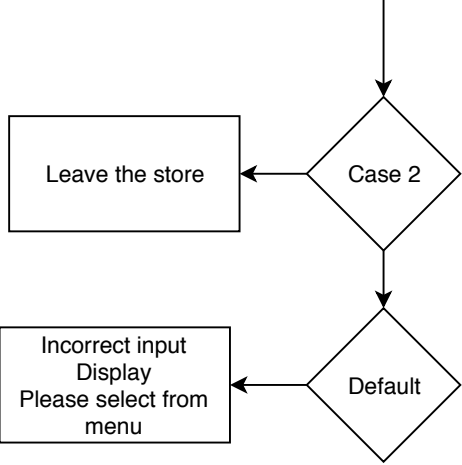 Leave the store
Case 2
Incorrect input
Display
Please select from
menu
Default